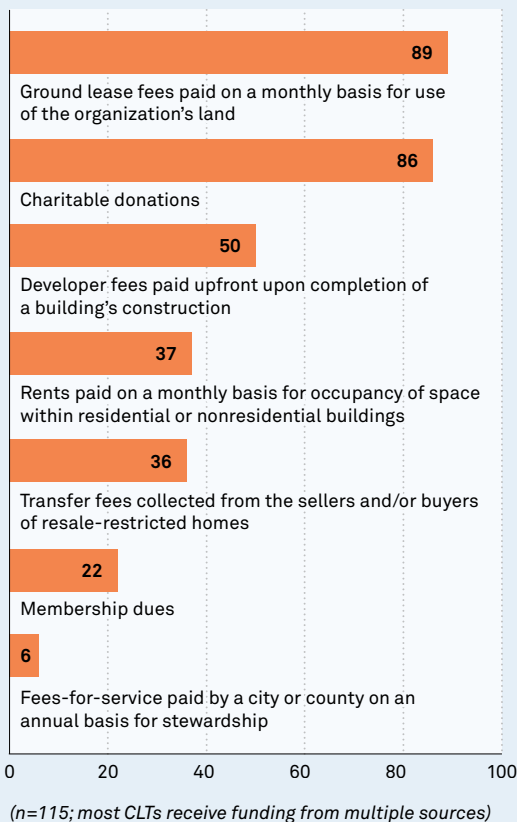 89
Ground lease fees paid on a monthly basis for use
of the organization's land
86
Charitable donations
50
Developer fees paid upfront upon completion of
a building's construction
37
Rents paid on a monthly basis for occupancy of space
within residential or nonresidential buildings
36
Transfer fees collected from the sellers and/or buyers
of resale-restricted homes
22
Membership dues
6
Fees-for-service paid by a city or county on an
annual basis for stewardship
0 20 40 60 80 100
(n=115; most CLTs receive funding from multiple sources)